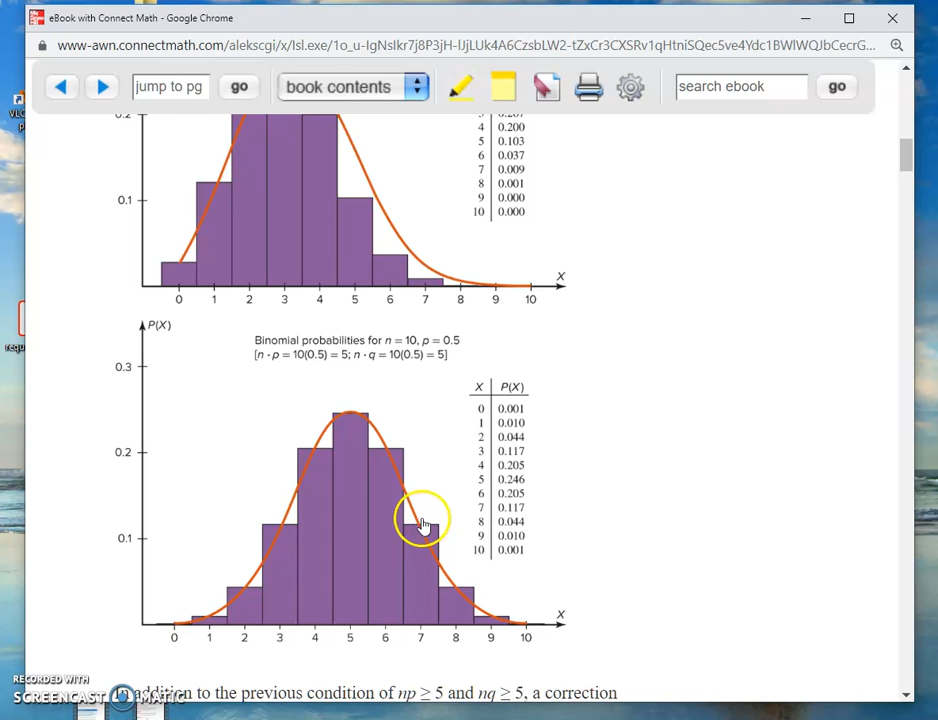 eBook with Connect Math - Google Chrome
www-awn.connectmath.com/alekscgi/x/Isl.exe/1o_u-IgNsIkr7j8P3jH-lJjLUk4A6CzsbLW2-tZxCr3CXSRv1qHtniSQec5ve4Ydc1BWlWQJbCecrG...
jump to pg
go
book contents
search ebook
go
0.2
4 0.200
5 0.103
6 0.037
7 0.009
8 0.001
9 0.000
10 0.000
0.1
X
0 1 2 3 4 5 6 7 8 9 10
P(X)
Binomial probabilities for n = 10, p = 0.5
[n · p = 10(0.5) = 5; n · q = 10(0.5) = 5]
0.3
X P(X)
0 0.001
1 0.010
2 0.044
3 0.117
4 0.205
5 0.246
6 0.205
7 0.117
8 0.044
9 0.010
10 0.001
0.2
0.1
X
0 1 2 3 4 5 6 7 8 9 10
RECORDED WITH
SCREENCAST MATIC
In addition to the previous condition of np ≥ 5 and nq ≥ 5, a correction